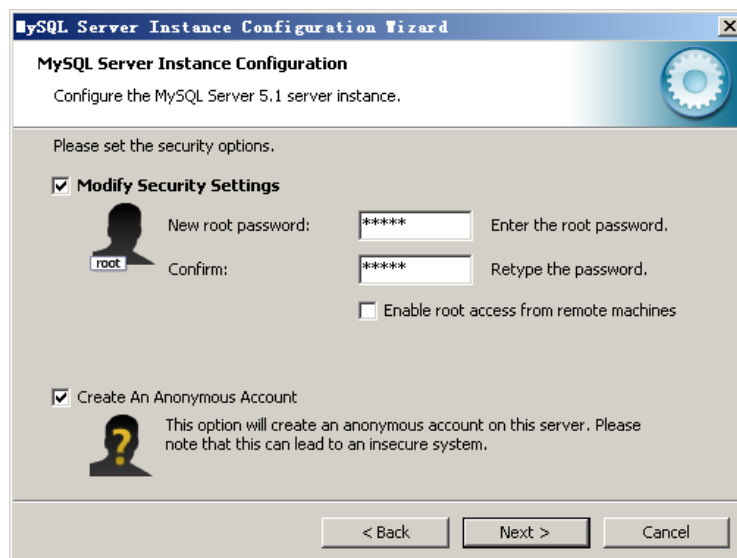 MySQL Server Instance Configuration Wizard
MySQL Server Instance Configuration
Configure the MySQL Server 5.1 server instance.
Please set the security options.
Modify Security Settings
root
New root password: ***** Enter the root password.
Confirm: ***** Retype the password.
Enable root access from remote machines
Create An Anonymous Account
?
This option will create an anonymous account on this server. Please
note that this can lead to an insecure system.
< Back Next > Cancel